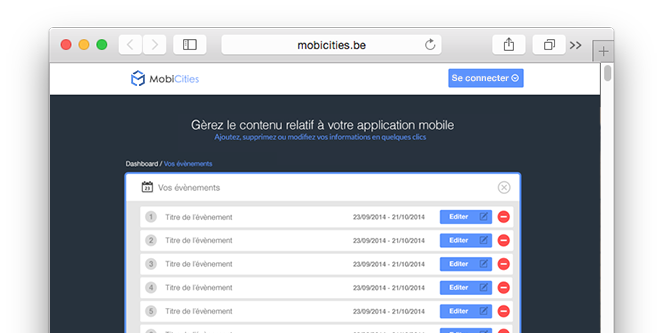 mobicities.be
MobiCities
Se connecter
Gèrez le contenu relatif à votre application mobile
Ajoutez, supprimez ou modifiez vos informations en quelques clics
Dashboard / Vos évènements
23 Vos évènements
1 Titre de l'évènement 23/09/2014 - 21/10/2014 Editer
2 Titre de l'évènement 23/09/2014 - 21/10/2014 Editer
3 Titre de l'évènement 23/09/2014 - 21/10/2014 Editer
4 Titre de l'évènement 23/09/2014 - 21/10/2014 Editer
5 Titre de l'évènement 23/09/2014 - 21/10/2014 Editer